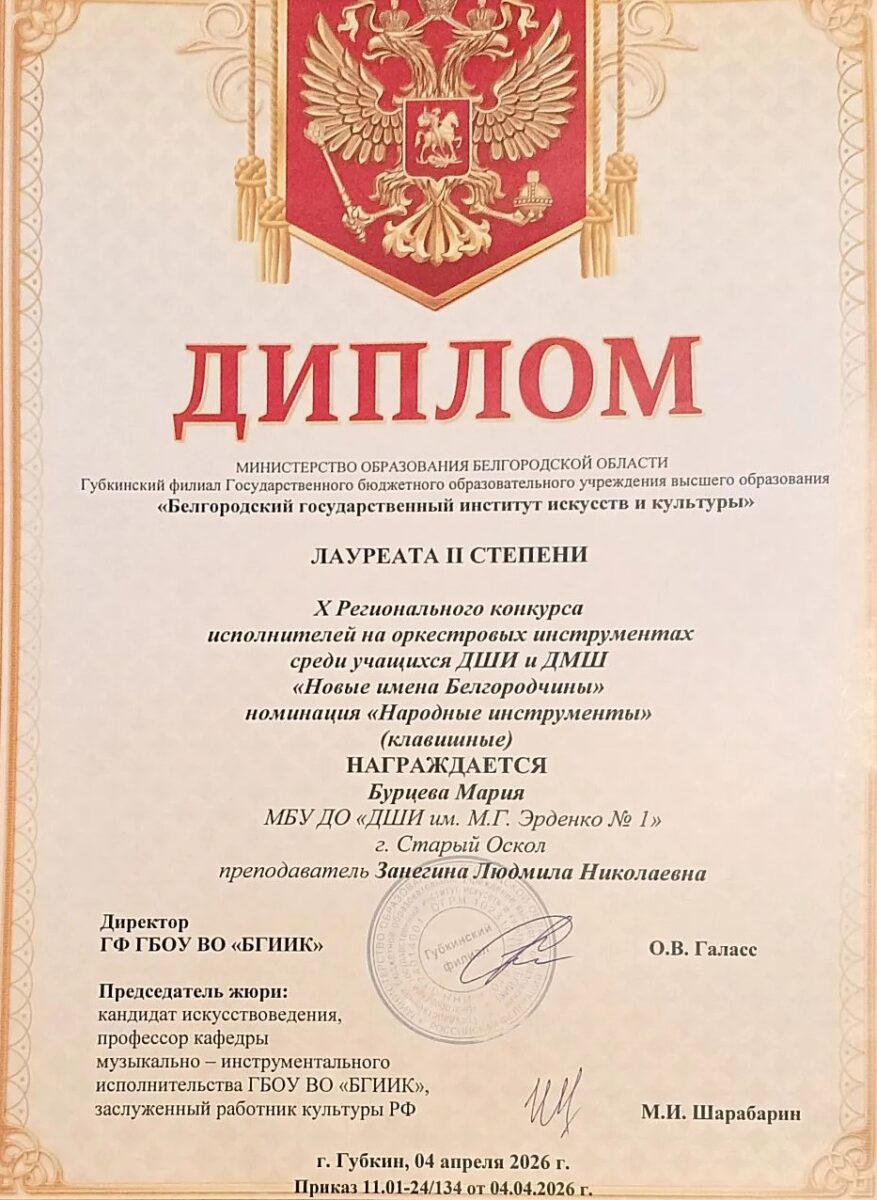 ДИПЛОМ
МИНИСТЕРСТВО ОБРАЗОВАНИЯ БЕЛГОРОДСКОЙ ОБЛАСТИ
Губкинский филиал Государственного бюджетного образовательного учреждения высшего образования
«Белгородский государственный институт искусств и культуры»
ЛАУРЕАТА II СТЕПЕНИ
X Регионального конкурса
исполнителей на оркестровых инструментах
среди учащихся ДШИ и ДМШ
«Новые имена Белгородчины»
номинация «Народные инструменты»
(клавишные)
НАГРАЖДАЕТСЯ
Бурцева Мария
МБУ ДО «ДШИ им. М.Г. Эрденко № 1»
г. Старый Оскол
преподаватель Занегина Людмила Николаевна
Директор
ГФ ГБОУ ВО «БГИИК»
О.В. Галасс
Губкинский
филиал
Председатель жюри:
кандидат искусствоведения,
профессор кафедры
музыкально – инструментального
исполнительства ГБОУ ВО «БГИИК»,
заслуженный работник культуры РФ
М.И. Шарабарин
г. Губкин, 04 апреля 2026 г.
Приказ 11.01-24/134 от 04.04.2026 г.